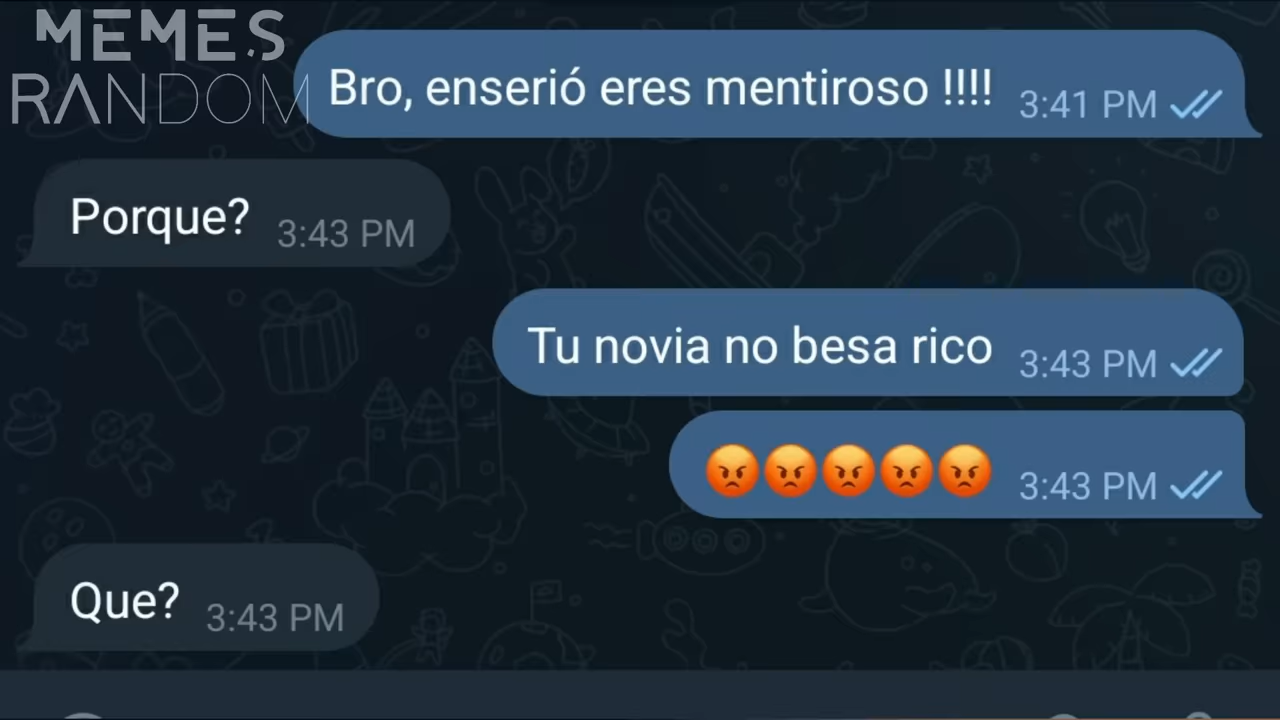 MEMES
RANDOM
Bro, enserió eres mentiroso !!!! 3:41 PM
Porque? 3:43 PM
Tu novia no besa rico 3:43 PM
😡😡😡😡😡 3:43 PM
Que? 3:43 PM